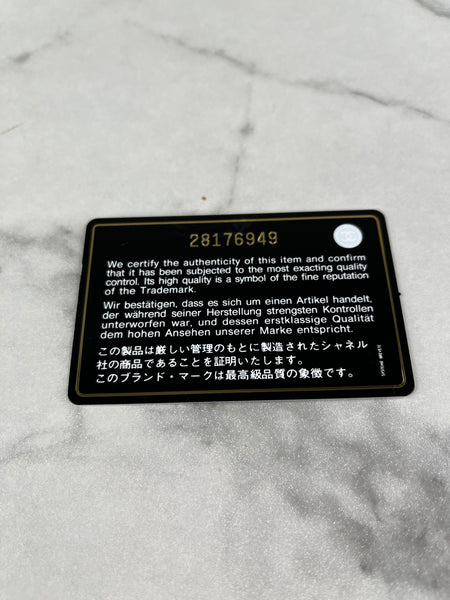 28176949
We certify the authenticity of this item and confirm
that it has been subjected to the most exacting quality
control. Its high quality is a symbol of the fine reputation
of the Trademark.
Wir bestätigen, dass es sich um einen Artikel handelt,
der während seiner Herstellung strengsten Kontrollen
unterworfen war, und dessen erstklassige Qualität
dem hohen Ansehen unserer Marke entspricht.
この製品は厳しい管理のもとに製造されたシャネル
社の商品であることを証明いたします。
このブランド・マークは最高級品質の象徴です。